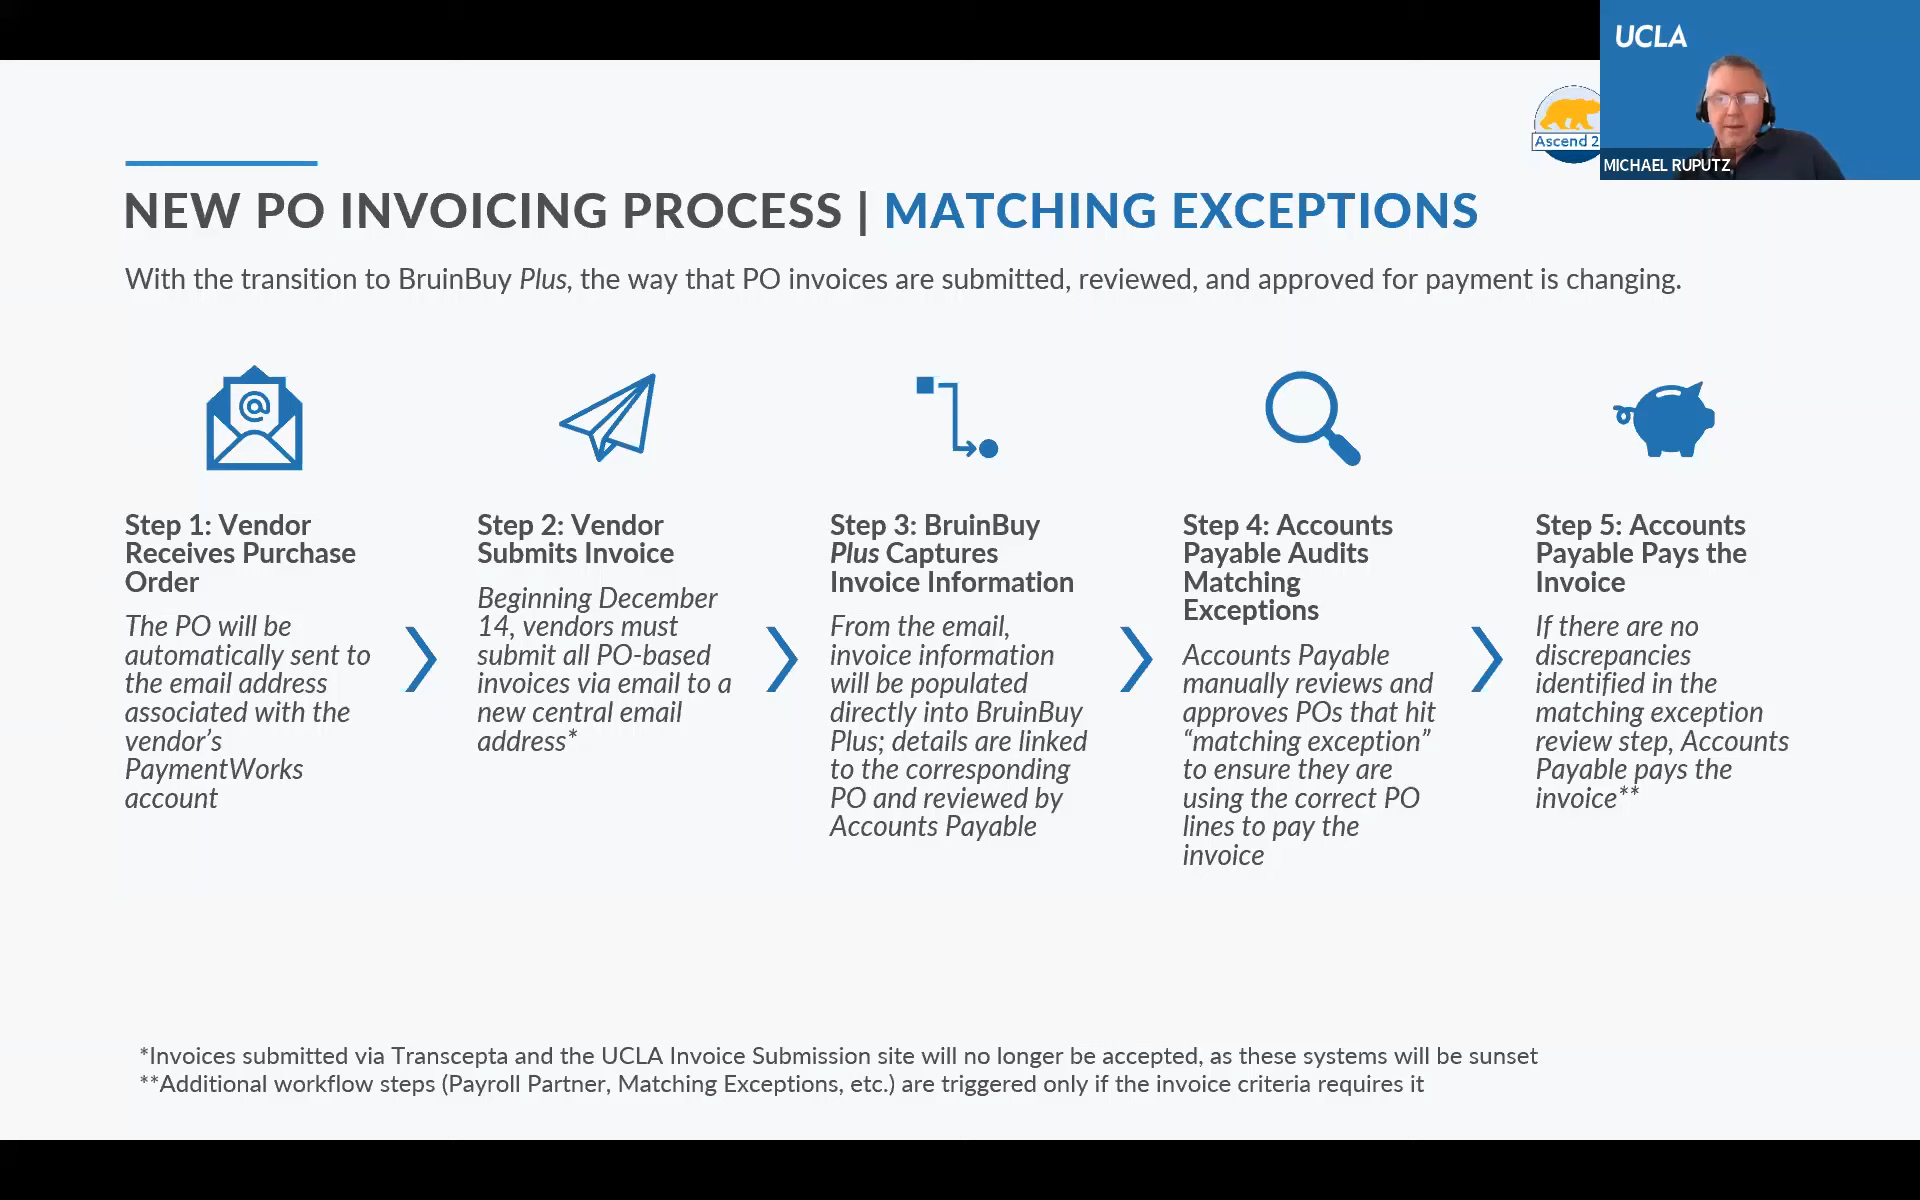 UCLA
Ascend 2
MICHAEL RUPUTZ
NEW PO INVOICING PROCESS | MATCHING EXCEPTIONS
With the transition to BruinBuy Plus, the way that PO invoices are submitted, reviewed, and approved for payment is changing.
@
Step 1: Vendor
Receives Purchase
Order
The PO will be
automatically sent to
the email address
associated with the
vendor’s
PaymentWorks
account
Step 2: Vendor
Submits Invoice
Beginning December
14, vendors must
submit all PO-based
invoices via email to a
new central email
address*
Step 3: BruinBuy
Plus Captures
Invoice Information
From the email,
invoice information
will be populated
directly into BruinBuy
Plus; details are linked
to the corresponding
PO and reviewed by
Accounts Payable
Step 4: Accounts
Payable Audits
Matching
Exceptions
Accounts Payable
manually reviews and
approves POs that hit
“matching exception”
to ensure they are
using the correct PO
lines to pay the
invoice
Step 5: Accounts
Payable Pays the
Invoice
If there are no
discrepancies
identified in the
matching exception
review step, Accounts
Payable pays the
invoice**
*Invoices submitted via Transcepta and the UCLA Invoice Submission site will no longer be accepted, as these systems will be sunset
**Additional workflow steps (Payroll Partner, Matching Exceptions, etc.) are triggered only if the invoice criteria requires it